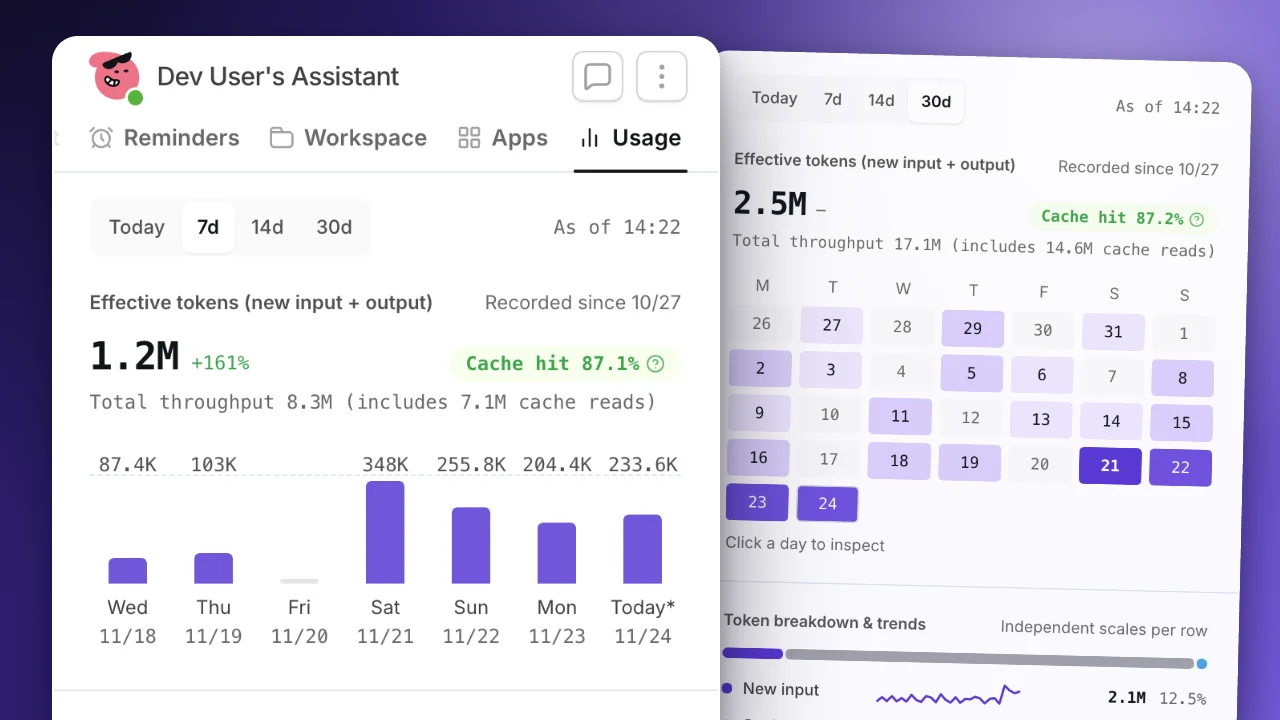 Dev User's Assistant
Reminders Workspace Apps Usage
Today 7d 14d 30d As of 14:22
Effective tokens (new input + output) Recorded since 10/27
1.2M +161% Cache hit 87.1%
Total throughput 8.3M (includes 7.1M cache reads)
87.4K 103K 348K 255.8K 204.4K 233.6K
Wed Thu Fri Sat Sun Mon Today*
11/18 11/19 11/20 11/21 11/22 11/23 11/24
Today 7d 14d 30d As of 14:22
Effective tokens (new input + output) Recorded since 10/27
2.5M – Cache hit 87.2%
Total throughput 17.1M (includes 14.6M cache reads)
M T W T F S S
26 27 28 29 30 31 1
2 3 4 5 6 7 8
9 10 11 12 13 14 15
16 17 18 19 20 21 22
23 24
Click a day to inspect
Token breakdown & trends Independent scales per row
New input 2.1M 12.5%